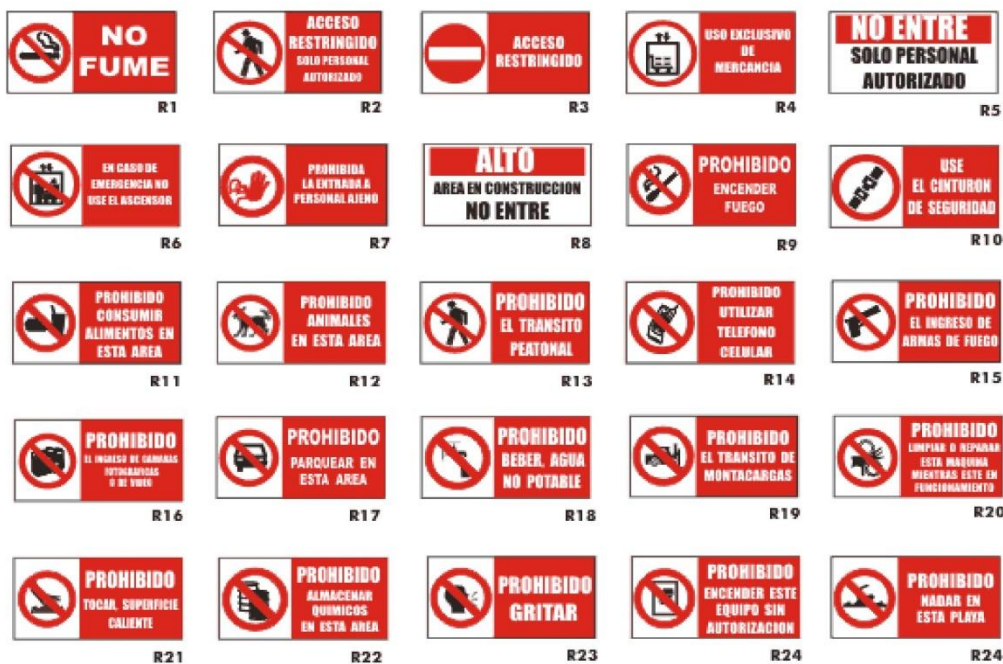 NO
FUME
R1
ACCESO
RESTRINGIDO
SOLO PERSONAL
AUTORIZADO
R2
ACCESO
RESTRINGIDO
R3
USO EXCLUSIVO
DE
MERCANCIA
R4
NO ENTRE
SOLO PERSONAL
AUTORIZADO
R5
EN CASO DE
EMERGENCIA NO
USE EL ASCENSOR
R6
PROHIBIDA
LA ENTRADA A
PERSONAL AJENO
R7
ALTO
AREA EN CONSTRUCCION
NO ENTRE
R8
PROHIBIDO
ENCENDER
FUEGO
R9
USE
EL CINTURON
DE SEGURIDAD
R10
PROHIBIDO
CONSUMIR
ALIMENTOS EN
ESTA AREA
R11
PROHIBIDO
ANIMALES
EN ESTA AREA
R12
PROHIBIDO
EL TRANSITO
PEATONAL
R13
PROHIBIDO
UTILIZAR
TELEFONO
CELULAR
R14
PROHIBIDO
EL INGRESO DE
ARMAS DE FUEGO
R15
PROHIBIDO
EL INGRESO DE CAMARAS
FOTOGRAFICAS
O DE VIDEO
R16
PROHIBIDO
PARQUEAR EN
ESTA AREA
R17
PROHIBIDO
BEBER, AGUA
NO POTABLE
R18
PROHIBIDO
EL TRANSITO DE
MONTACARGAS
R19
PROHIBIDO
LIMPIAR O REPARAR
ESTA MAQUINA
MIENTRAS ESTE EN
FUNCIONAMIENTO
R20
PROHIBIDO
TOCAR, SUPERFICIE
CALIENTE
R21
PROHIBIDO
ALMACENAR
QUIMICOS
EN ESTA AREA
R22
PROHIBIDO
GRITAR
R23
PROHIBIDO
ENCENDER ESTE
EQUIPO SIN
AUTORIZACION
R24
PROHIBIDO
NADAR EN
ESTA PLAYA
R24